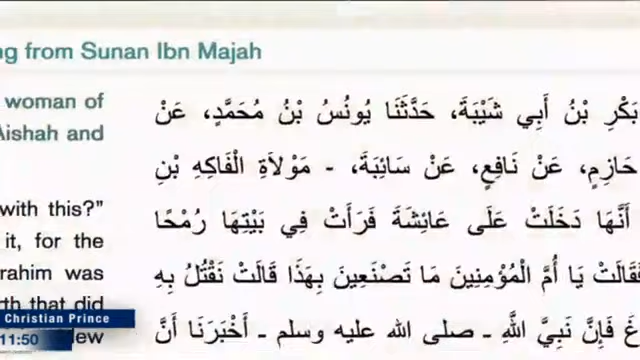 ng from Sunan Ibn Majah
woman of
Aishah and
with this?"
it, for the
rahim was
that did
بَكْرِ بْنُ أَبِي شَيْبَةَ، حَدَّثَنَا يُونُسُ بْنُ مُحَمَّدٍ، عَنْ
حَازِمٍ، عَنْ نَافِعٍ، عَنْ سَائِبَةَ، - مَوْلاَةِ الْفَاكِهِ بْنِ
أَنَّهَا دَخَلَتْ عَلَى عَائِشَةَ فَرَأَتْ فِي بَيْتِهَا رُمْحًا
فَقَالَتْ يَا أُمَّ الْمُؤْمِنِينَ مَا تَصْنَعِينَ بِهَذَا قَالَتْ نَقْتُلُ بِهِ
فَإِنَّ نَبِيَّ اللَّهِ ـ صلى الله عليه وسلم ـ أَخْبَرَنَا أَنَّ
Christian Prince
11:50